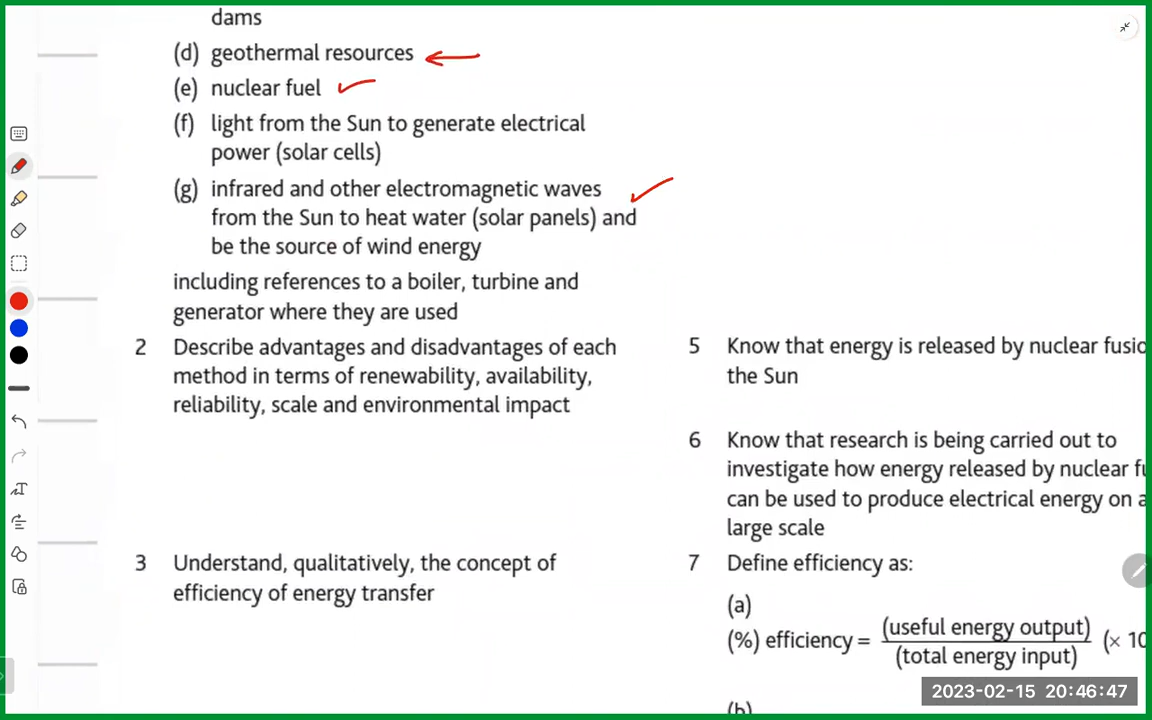 dams
(d) geothermal resources
(e) nuclear fuel
(f) light from the Sun to generate electrical
power (solar cells)
(g) infrared and other electromagnetic waves
from the Sun to heat water (solar panels) and
be the source of wind energy
including references to a boiler, turbine and
generator where they are used
2 Describe advantages and disadvantages of each
method in terms of renewability, availability,
reliability, scale and environmental impact
3 Understand, qualitatively, the concept of
efficiency of energy transfer
5 Know that energy is released by nuclear fusio
the Sun
6 Know that research is being carried out to
investigate how energy released by nuclear fu
can be used to produce electrical energy on a
large scale
7 Define efficiency as:
(a)
(%) efficiency = (useful energy output) (× 10
(total energy input)
(b)
2023-02-15 20:46:47